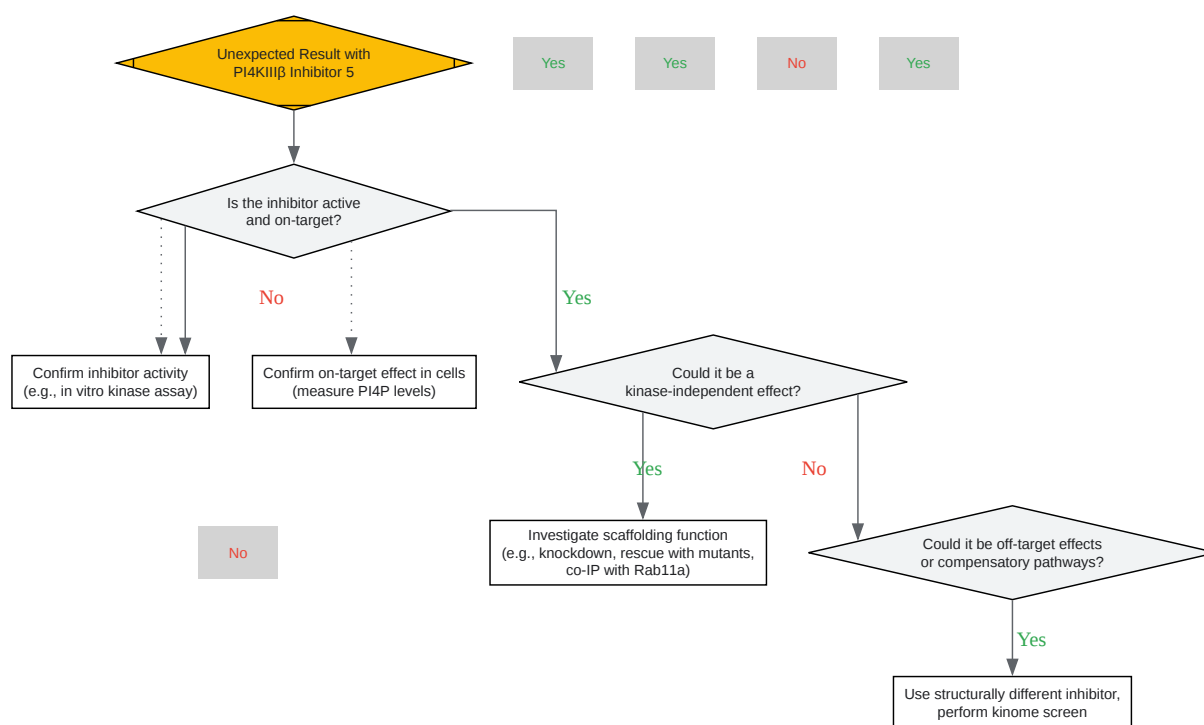 Unexpected Result with
PI4KIIIβ Inhibitor 5
Yes
Yes
No
Yes
Is the inhibitor active
and on-target?
No
Yes
Confirm inhibitor activity
(e.g., in vitro kinase assay)
Confirm on-target effect in cells
(measure PI4P levels)
Could it be a
kinase-independent effect?
Yes
No
Investigate scaffolding function
(e.g., knockdown, rescue with mutants,
co-IP with Rab11a)
No
Could it be off-target effects
or compensatory pathways?
Yes
Use structurally different inhibitor,
perform kinome screen